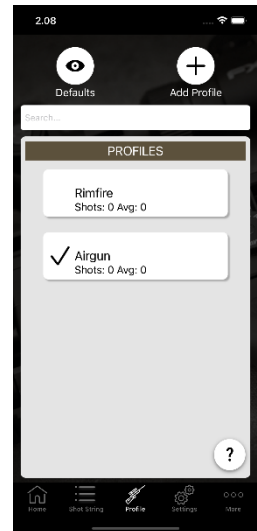 2.08
Defaults
Add Profile
Search...
PROFILES
Rimfire
Shots: 0 Avg: 0
Airgun
Shots: 0 Avg: 0
?
Home
Shot String
Profile
Settings
More